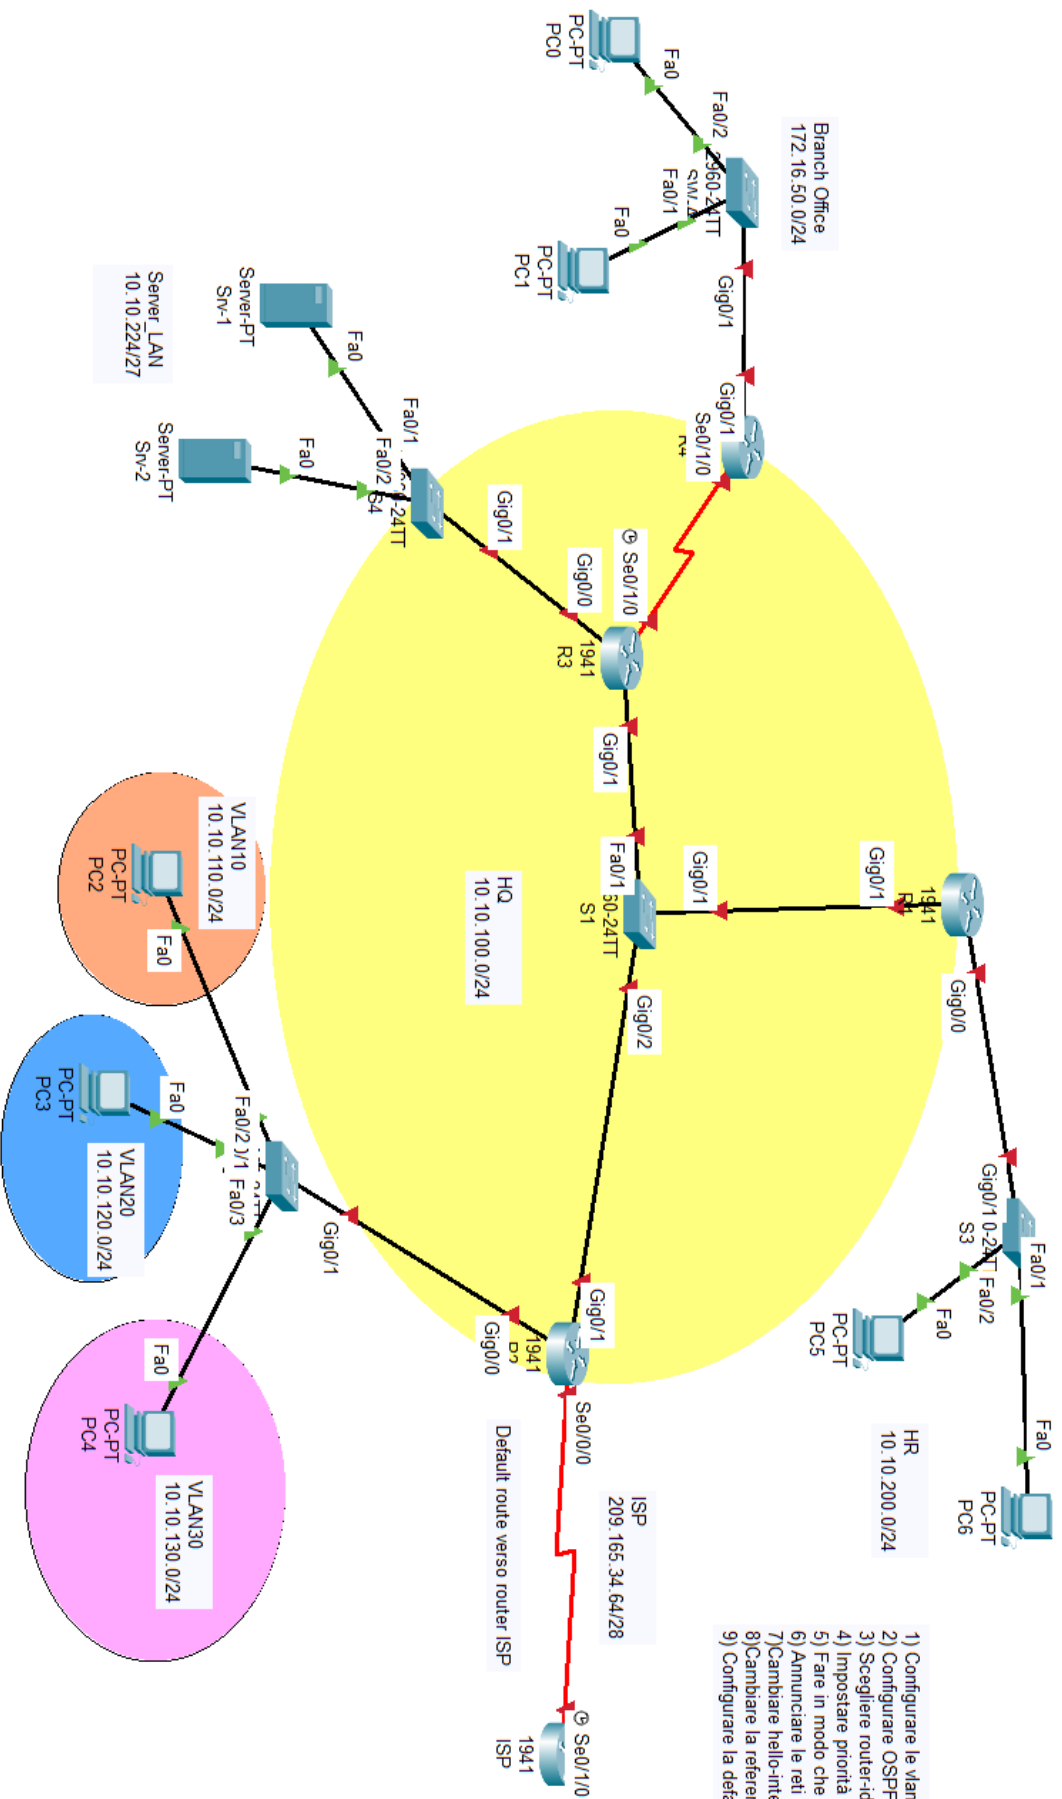 Branch Office
172.16.50.0/24
PC-PT
PC0
Fa0
Fa0/2
Fa0/1
Fa0
PC-PT
PC1
Gig0/1
Gig0/1
Se0/1/0
R4
Server-PT
Srv-1
Fa0
Server_LAN
10.10.224/27
Server-PT
Srv-2
Fa0
Fa0/1
Fa0/2
S4
Gig0/1
Gig0/0
Se0/1/0
1941
R3
Gig0/1
Fa0/1
S1
Gig0/1
Gig0/1
1941
Gig0/0
Gig0/2
HQ
10.10.100.0/24
Gig0/1
Fa0/1
Fa0/2
S3
Fa0
PC-PT
PC5
Fa0
PC-PT
PC6
HR
10.10.200.0/24
VLAN10
10.10.110.0/24
PC-PT
PC2
Fa0
VLAN20
10.10.120.0/24
PC-PT
PC3
Fa0
Fa0/2
Fa0/3
VLAN30
10.10.130.0/24
PC-PT
PC4
Fa0
Gig0/1
Gig0/0
Gig0/1
1941
Se0/0/0
Default route verso router ISP
ISP
209.165.34.64/28
Se0/1/0
1941
ISP
1) Configurare le vlan
2) Configurare OSPF
3) Scegliere router-id
4) Impostare priorità
5) Fare in modo che
6) Annunciare le reti
7)Cambiare hello-inte
8)Cambiare la referen
9) Configurare la defa